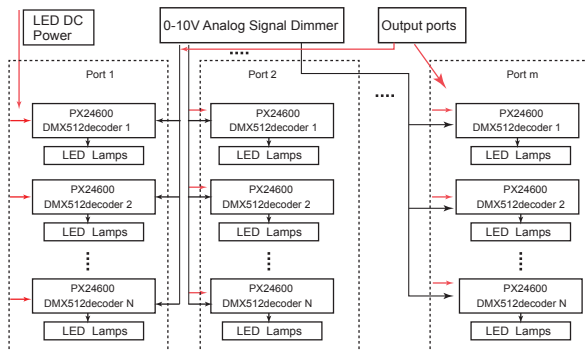 LED DC
Power
0-10V Analog Signal Dimmer
Output ports
Port 1
Port 2
Port m
PX24600
DMX512decoder 1
LED Lamps
PX24600
DMX512decoder 2
LED Lamps
PX24600
DMX512decoder N
LED Lamps
PX24600
DMX512decoder 1
LED Lamps
PX24600
DMX512decoder 2
LED Lamps
PX24600
DMX512decoder N
LED Lamps
PX24600
DMX512decoder 1
LED Lamps
PX24600
DMX512decoder 2
LED Lamps
PX24600
DMX512decoder N
LED Lamps